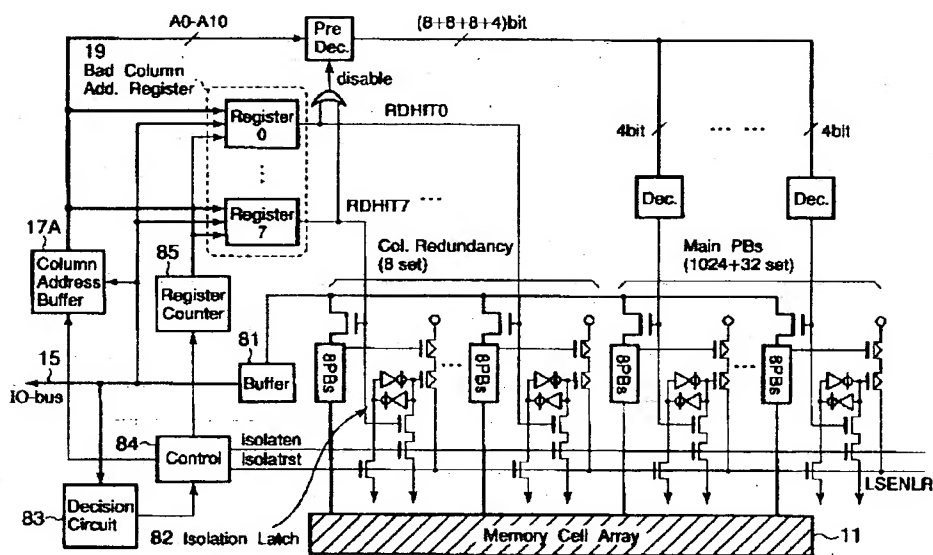 A0-A10
(8+8+8+4)bit
Pre
Dec.
19
Bad Column
Add. Register
disable
Register
0
RDHIT0
4bit
4bit
Register
7
RDHIT7
Dec.
Dec.
17A
Column
Address
Buffer
85
Register
Counter
Col. Redundancy
(8 set)
Main PBs
(1024+32 set)
81
Buffer
15
IO-bus
8PBs
8PBs
8PBs
8PBs
84
Control
isolaten
isolatrst
LSENLR
83
Decision
Circuit
82 Isolation Latch
Memory Cell Array
11